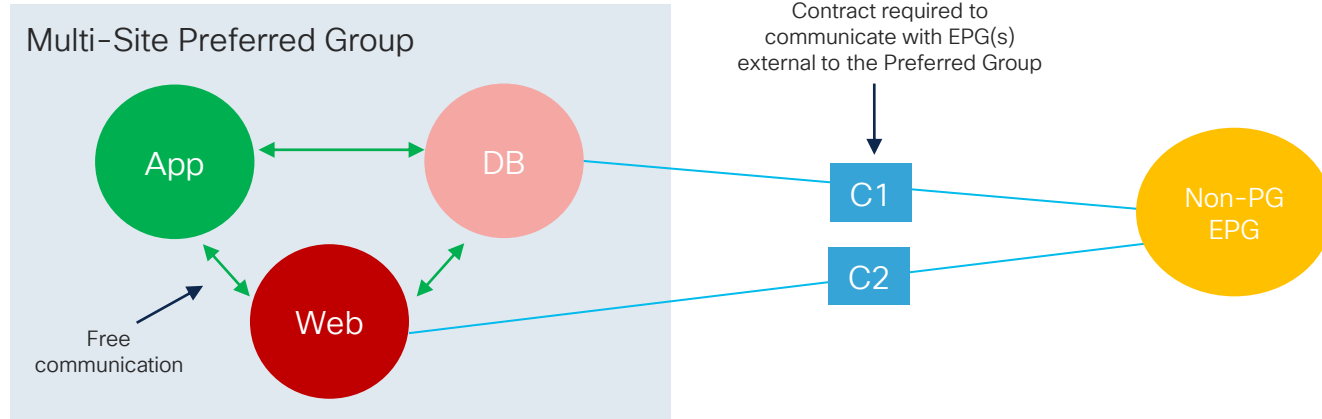 Multi-Site Preferred Group
Contract required to
communicate with EPG(s)
external to the Preferred Group
App
DB
C1
Non-PG
EPG
C2
Web
Free
communication